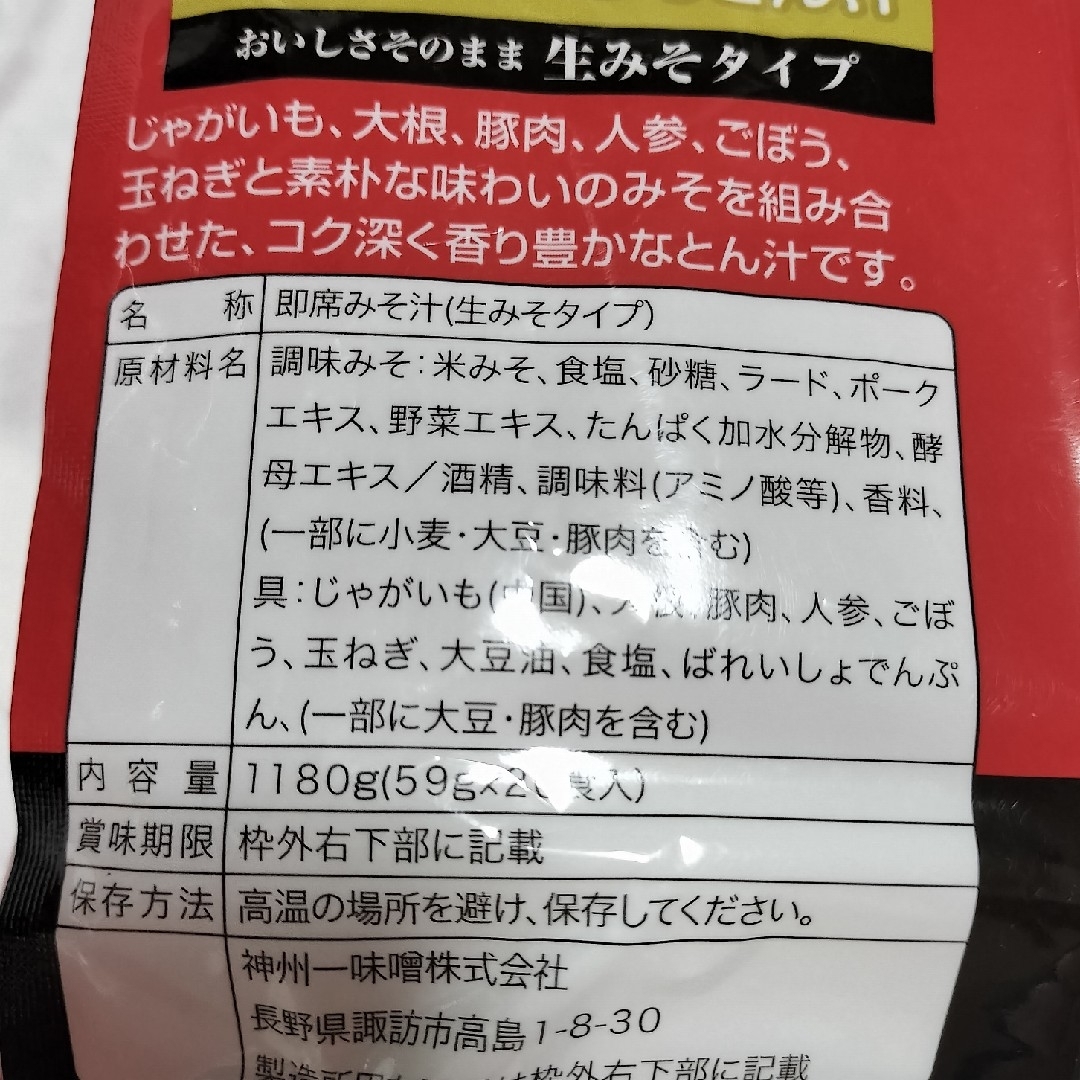 おいしさそのまま 生みそタイプ
じゃがいも、大根、豚肉、人参、ごぼう、
玉ねぎと素朴な味わいのみそを組み合
わせた、コク深く香り豊かなとん汁です。
名称 即席みそ汁(生みそタイプ)
原材料名 調味みそ:米みそ、食塩、砂糖、ラード、ポーク
エキス、野菜エキス、たんぱく加水分解物、酵
母エキス/酒精、調味料(アミノ酸等)、香料、
(一部に小麦・大豆・豚肉を含む)
具:じゃがいも(中国)、大根、豚肉、人参、ごぼ
う、玉ねぎ、大豆油、食塩、ばれいしょでんぷ
ん、(一部に大豆・豚肉を含む)
内容量 1180g(59g×20食入)
賞味期限 枠外右下部に記載
保存方法 高温の場所を避け、保存してください。
神州一味噌株式会社
長野県諏訪市高島1-8-30
製造所 は枠外右下部に記載